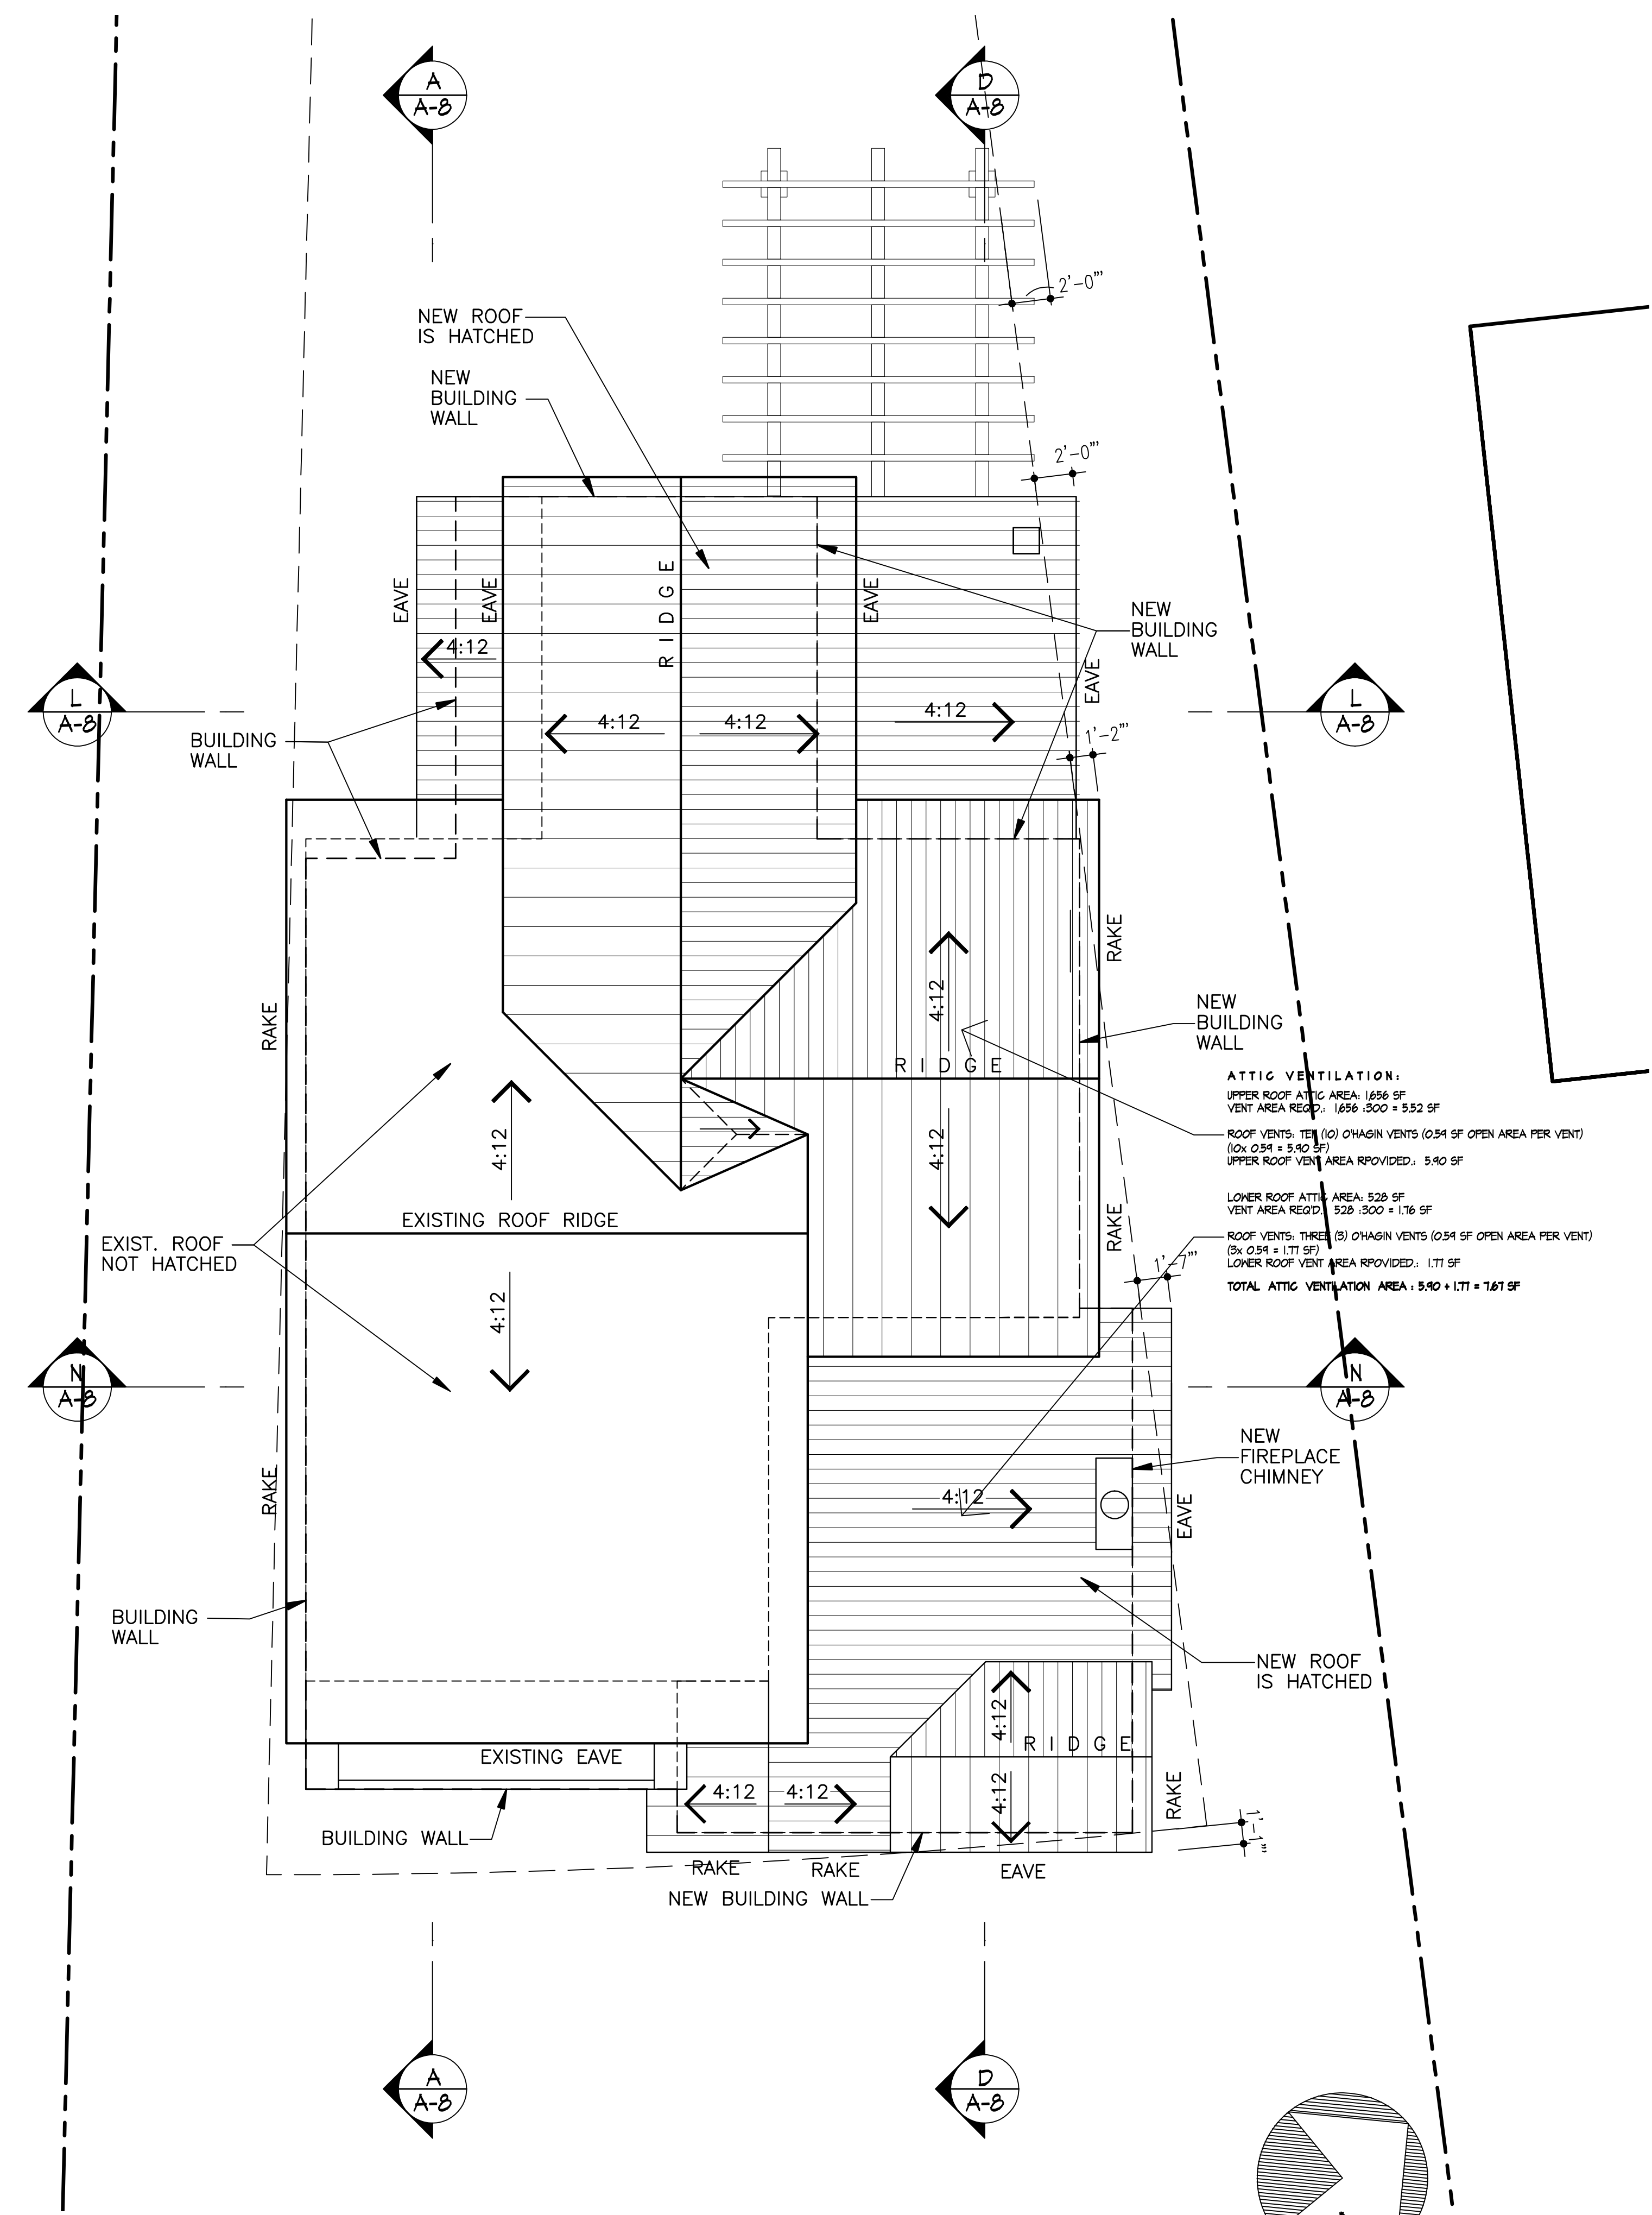 A
A-8
D
A-8
2'-0"'
NEW ROOF
IS HATCHED
NEW
BUILDING
WALL
2'-0"'
EAVE
EAVE
RIDGE
EAVE
NEW
BUILDING
WALL
4:12
EAVE
L
A-8
L
A-8
4:12
4:12
4:12
1'-2"'
BUILDING
WALL
RAKE
RAKE
4:12
NEW
BUILDING
WALL
RIDGE
ATTIC VENTILATION:
UPPER ROOF ATTIC AREA: 1,656 SF
VENT AREA REQ'D.: 1,656 :300 = 5.52 SF
ROOF VENTS: TEN (10) O'HAGIN VENTS (0.59 SF OPEN AREA PER VENT)
(10x 0.59 = 5.90 SF)
UPPER ROOF VENT AREA RPOVIDED.: 5.90 SF
LOWER ROOF ATTIC AREA: 528 SF
VENT AREA REQ'D. 528 :300 = 1.76 SF
ROOF VENTS: THREE (3) O'HAGIN VENTS (0.59 SF OPEN AREA PER VENT)
(3x 0.59 = 1.77 SF)
LOWER ROOF VENT AREA RPOVIDED.: 1.77 SF
TOTAL ATTIC VENTILATION AREA : 5.90 + 1.77 = 7.67 SF
4:12
4:12
RAKE
EXISTING ROOF RIDGE
EXIST. ROOF
NOT HATCHED
1'-7"'
4:12
N
A-8
N
A-8
NEW
FIREPLACE
CHIMNEY
RAKE
4:12
EAVE
BUILDING
WALL
NEW ROOF
IS HATCHED
4:12
RIDGE
EXISTING EAVE
4:12
4:12
4:12
RAKE
1'-1"'
BUILDING WALL
RAKE
RAKE
EAVE
NEW BUILDING WALL
A
A-8
D
A-8